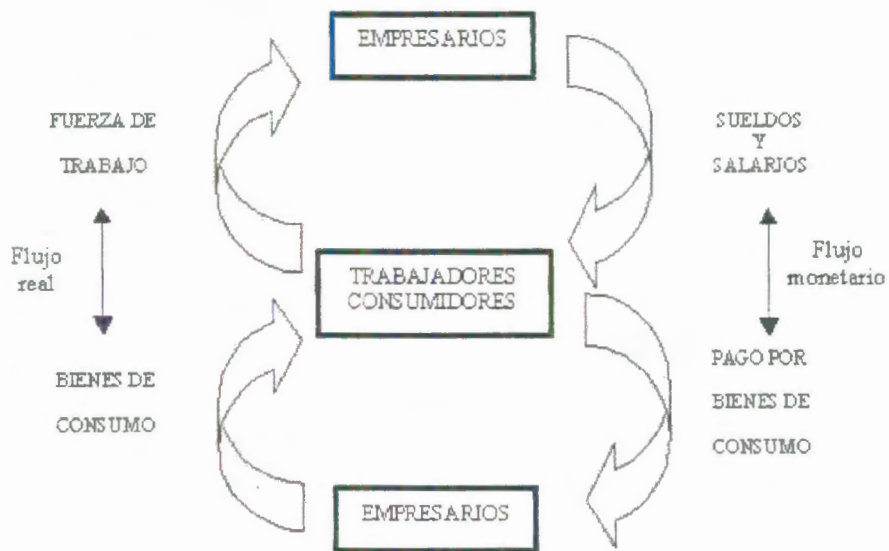 EMPRESARIOS
FUERZA DE
TRABAJO
SUELDOS
Y
SALARIOS
Flujo
real
TRABAJADORES
CONSUMIDORES
Flujo
monetario
BIENES DE
CONSUMO
PAGO POR
BIENES DE
CONSUMO
EMPRESARIOS